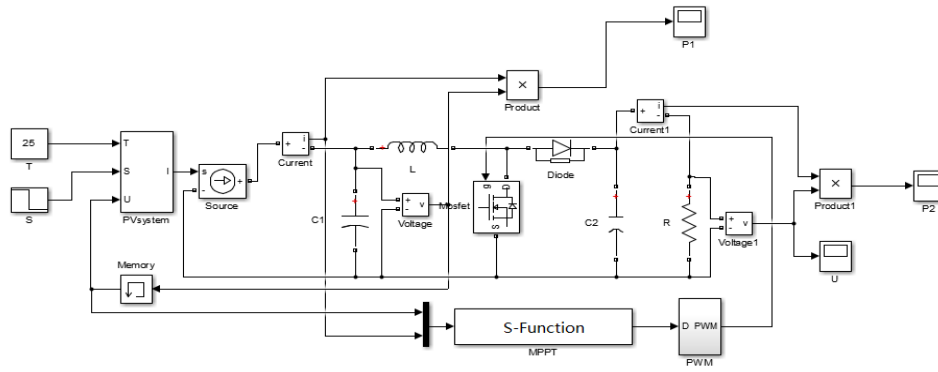 P1
×
Product
i
+
-
Current
25
T
T
S
U
I
PVsystem
S
s
-
+
Source
L
Diode
+
i
-
Current1
×
Product1
P2
C1
+
-
v
Voltage
Mosfet
g
D
S
C2
R
+
-
v
Voltage1
U
Memory
S-Function
MPPT
D PWM
PWM